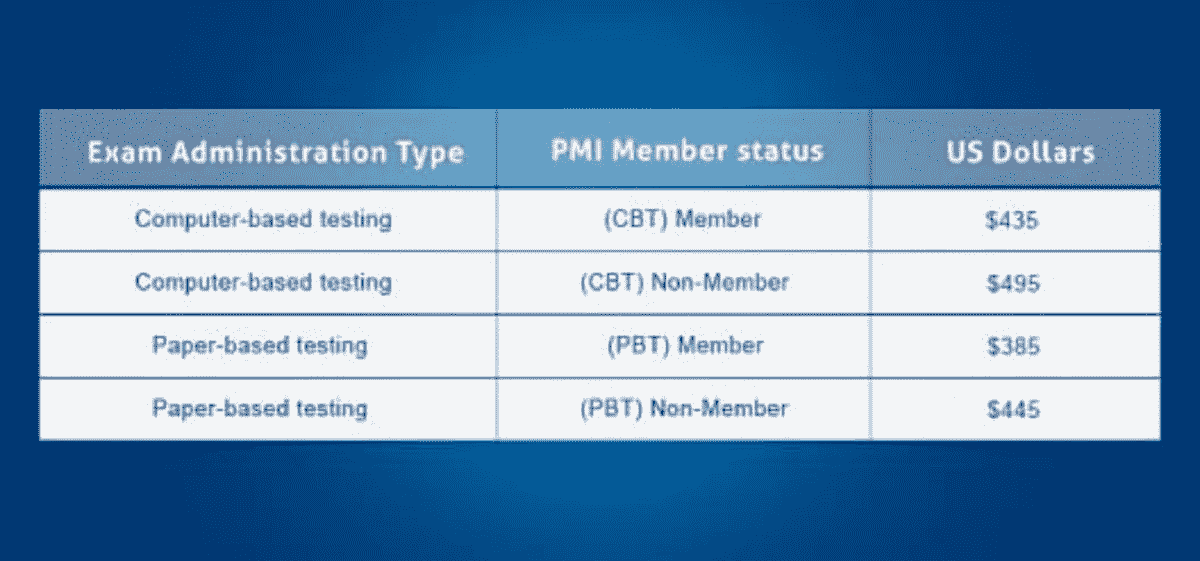 Exam Administration Type PMI Member status US Dollars
Computer-based testing (CBT) Member $435
Computer-based testing (CBT) Non-Member $495
Paper-based testing (PBT) Member $385
Paper-based testing (PBT) Non-Member $445